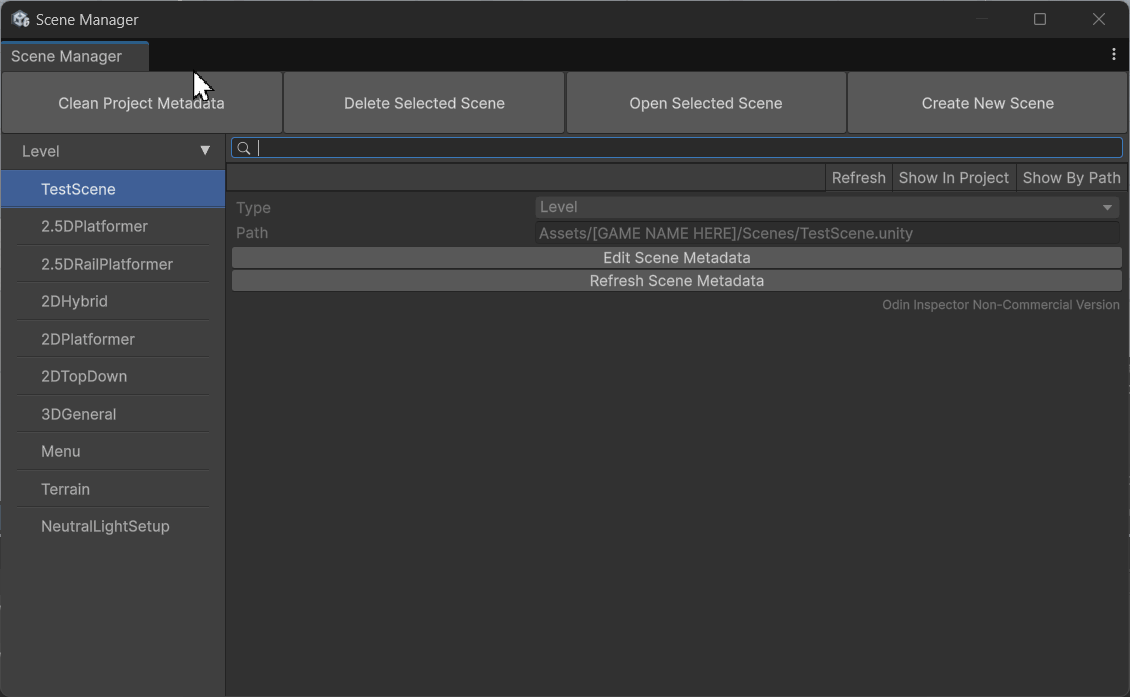 Scene Manager
Scene Manager
Clean Project Metadata
Delete Selected Scene
Open Selected Scene
Create New Scene
Level
TestScene
2.5DPlatformer
2.5DRailPlatformer
2DHybrid
2DPlatformer
2DTopDown
3DGeneral
Menu
Terrain
NeutralLightSetup
Refresh
Show In Project
Show By Path
Type
Level
Path
Assets/[GAME NAME HERE]/Scenes/TestScene.unity
Edit Scene Metadata
Refresh Scene Metadata
Odin Inspector Non-Commercial Version